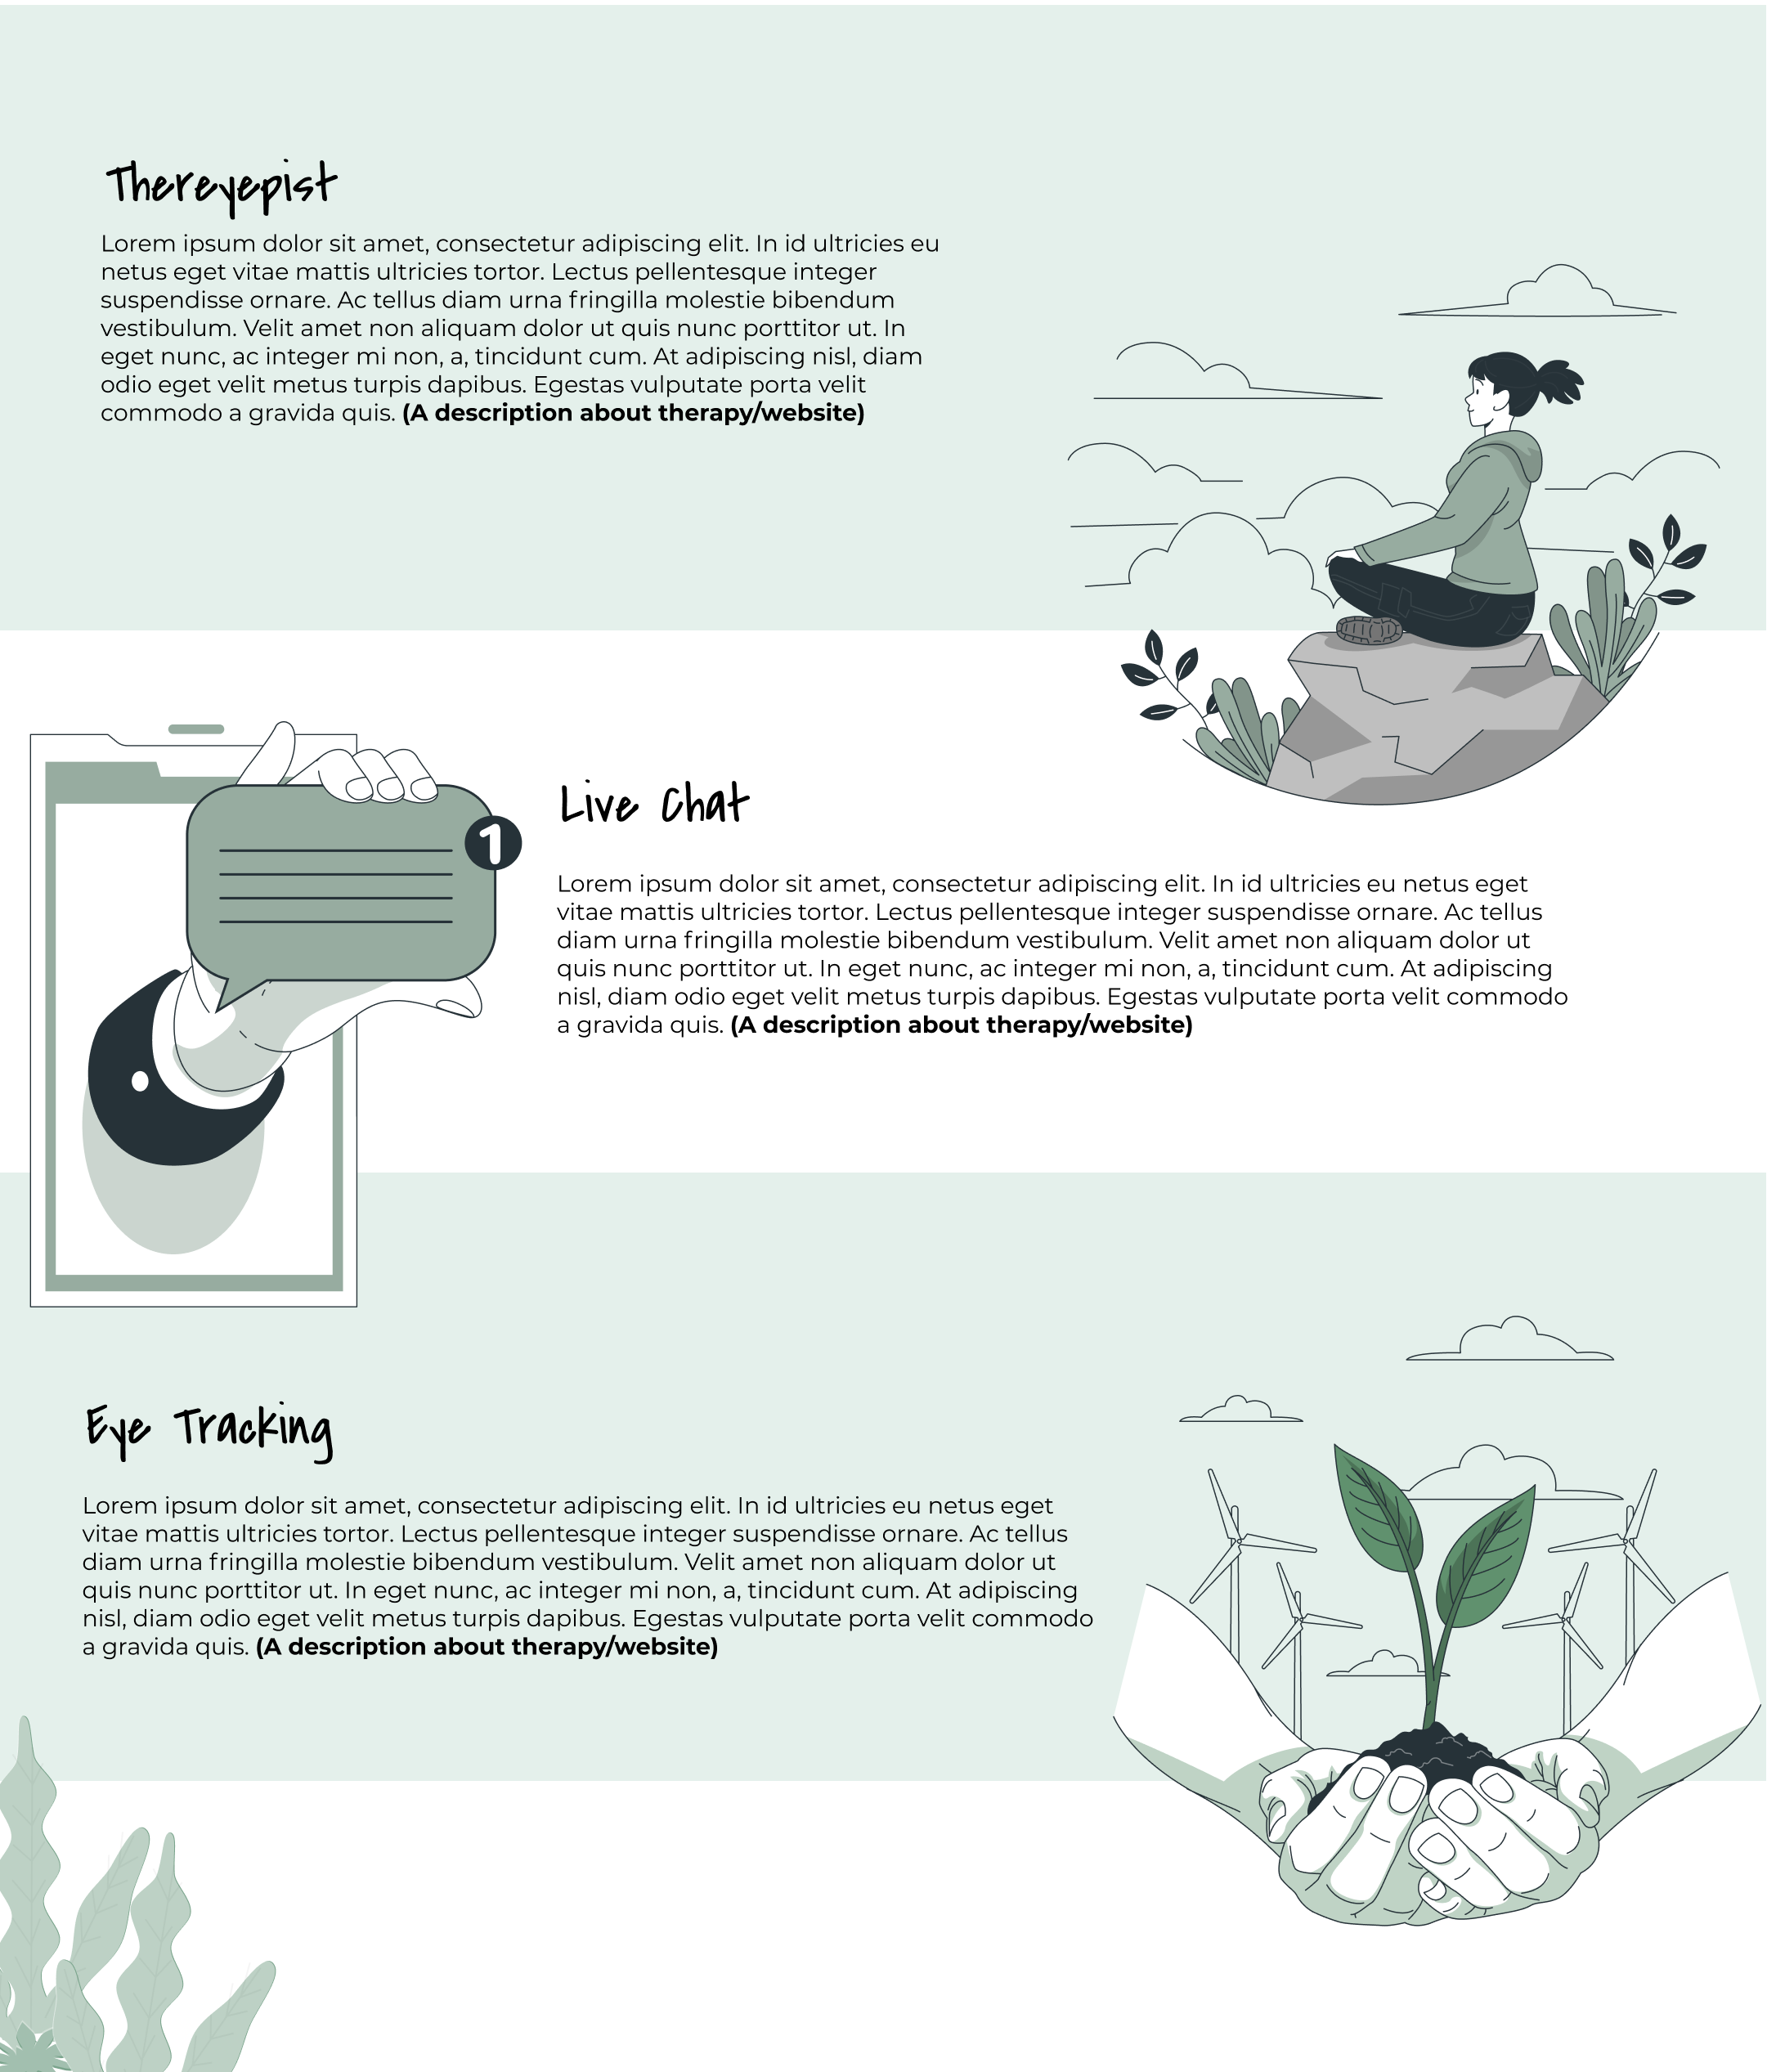 Thereyepist
Lorem ipsum dolor sit amet, consectetur adipiscing elit. In id ultricies eu
netus eget vitae mattis ultricies tortor. Lectus pellentesque integer
suspendisse ornare. Ac tellus diam urna fringilla molestie bibendum
vestibulum. Velit amet non aliquam dolor ut quis nunc porttitor ut. In
eget nunc, ac integer mi non, a, tincidunt cum. At adipiscing nisl, diam
odio eget velit metus turpis dapibus. Egestas vulputate porta velit
commodo a gravida quis. (A description about therapy/website)
1
Live Chat
Lorem ipsum dolor sit amet, consectetur adipiscing elit. In id ultricies eu netus eget
vitae mattis ultricies tortor. Lectus pellentesque integer suspendisse ornare. Ac tellus
diam urna fringilla molestie bibendum vestibulum. Velit amet non aliquam dolor ut
quis nunc porttitor ut. In eget nunc, ac integer mi non, a, tincidunt cum. At adipiscing
nisl, diam odio eget velit metus turpis dapibus. Egestas vulputate porta velit commodo
a gravida quis. (A description about therapy/website)
Eye Tracking
Lorem ipsum dolor sit amet, consectetur adipiscing elit. In id ultricies eu netus eget
vitae mattis ultricies tortor. Lectus pellentesque integer suspendisse ornare. Ac tellus
diam urna fringilla molestie bibendum vestibulum. Velit amet non aliquam dolor ut
quis nunc porttitor ut. In eget nunc, ac integer mi non, a, tincidunt cum. At adipiscing
nisl, diam odio eget velit metus turpis dapibus. Egestas vulputate porta velit commodo
a gravida quis. (A description about therapy/website)